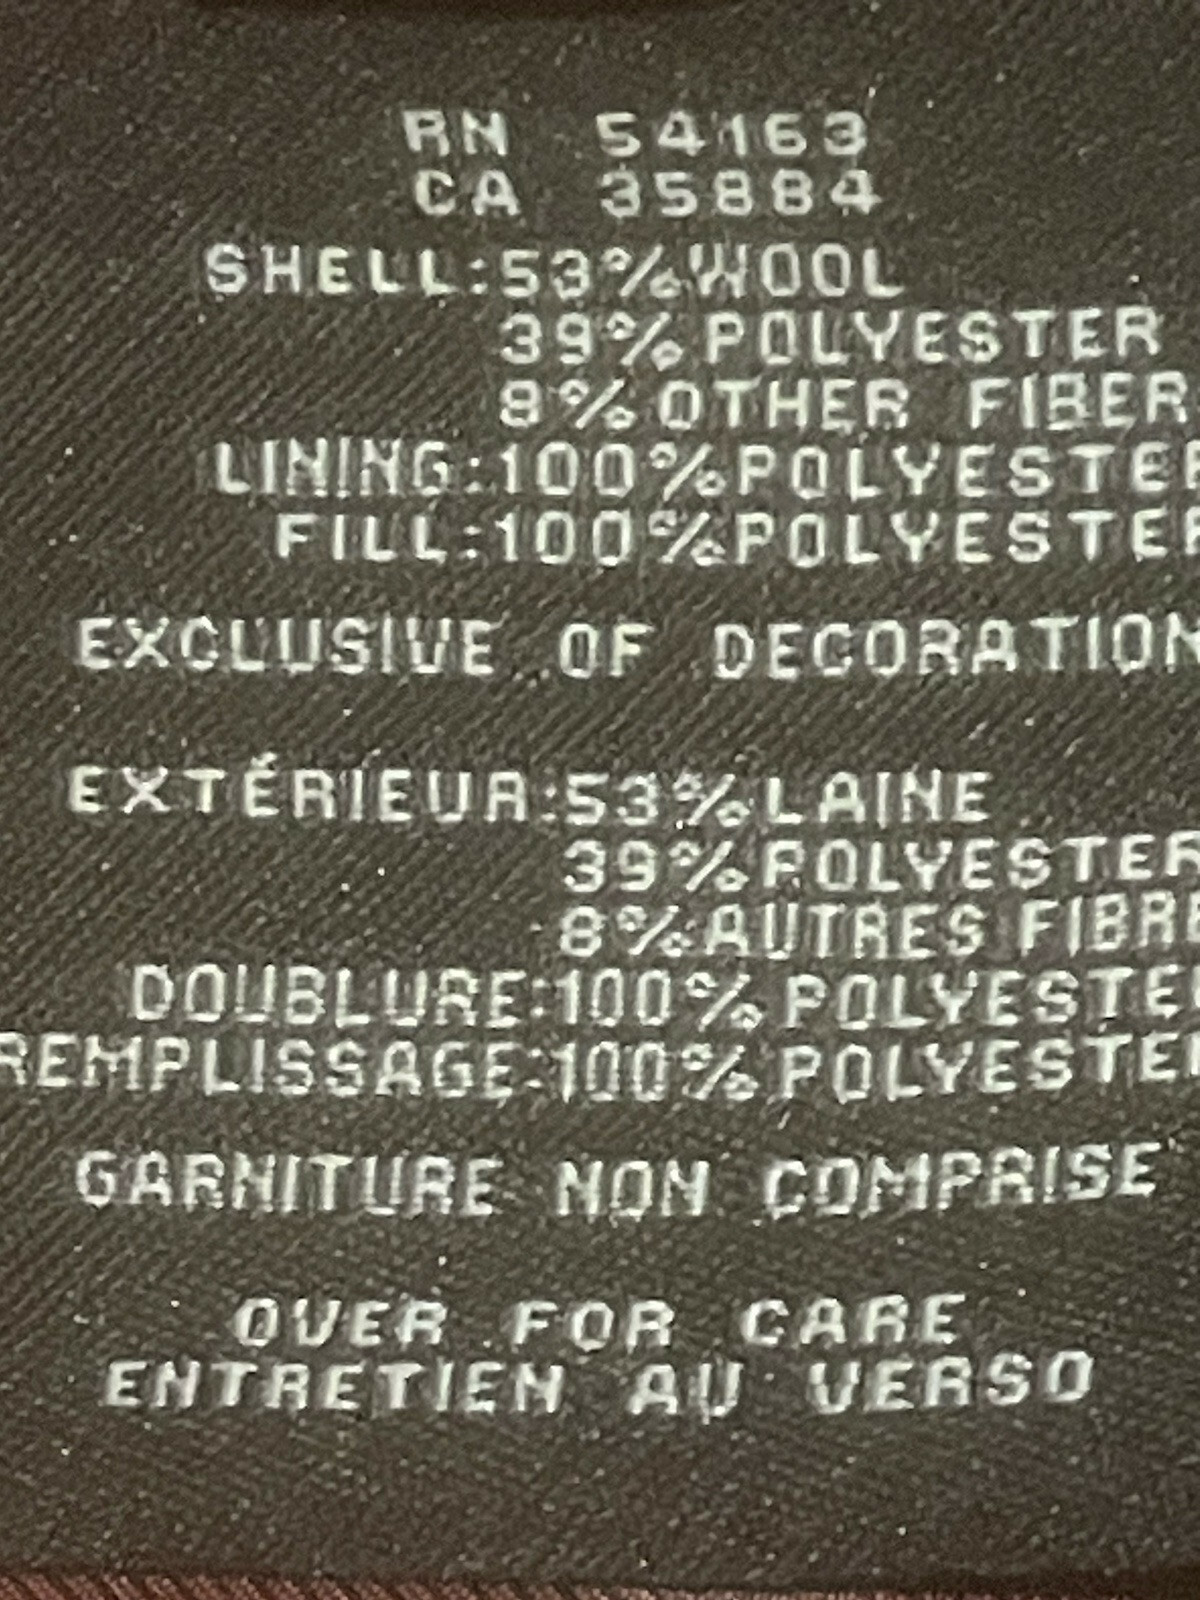 RN 54163
CA 35884
SHELL:53%WOOL
39%POLYESTER
8%OTHER FIBER
LINING:100%POLYESTER
FILL:100%POLYESTER
EXCLUSIVE OF DECORATION
EXTÉRIEUR:53%LAINE
39%POLYESTER
8%AUTRES FIBRE
DOUBLURE:100%POLYESTER
REMPLISSAGE:100%POLYESTER
GARNITURE NON COMPRISE
OVER FOR CARE
ENTRETIEN AU VERSO